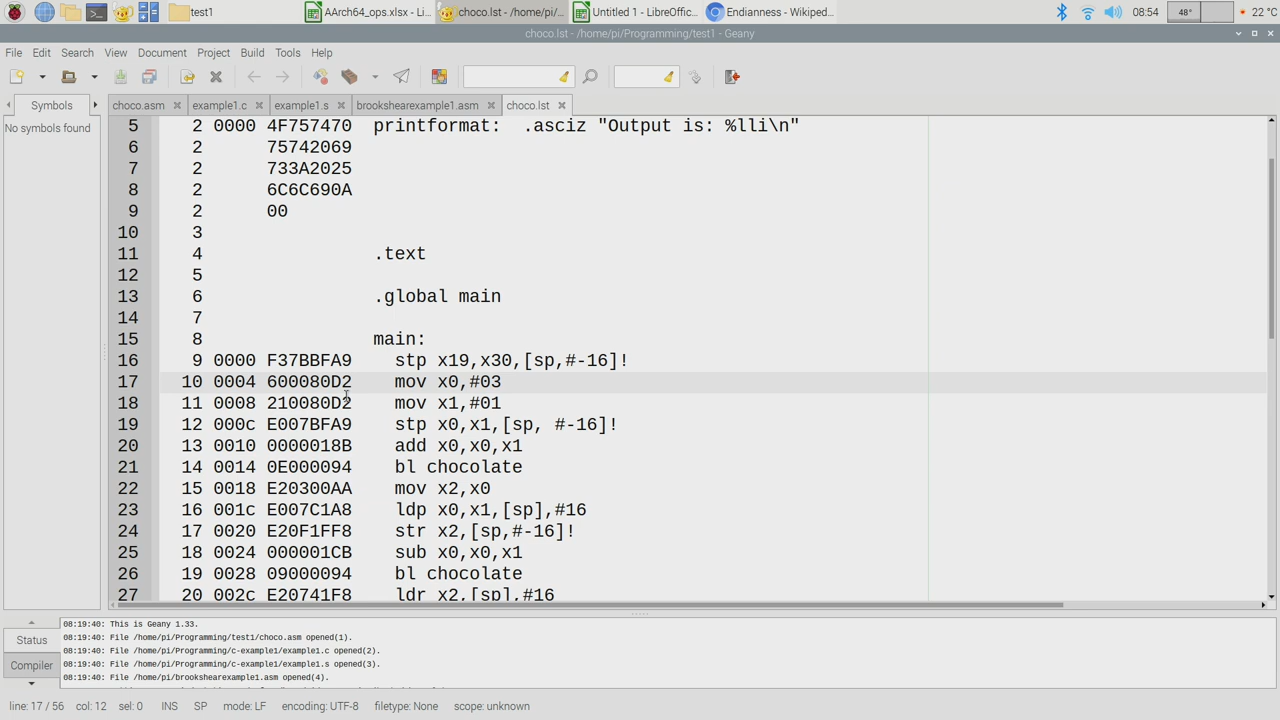 test1 AArch64_ops.xlsx - Li... choco.lst - /home/pi/... Untitled 1 - LibreOffic... Endianness - Wikiped... 08:54 48° 22 °C
choco.lst - /home/pi/Programming/test1 - Geany
File Edit Search View Document Project Build Tools Help
Symbols choco.asm example1.c example1.s brookshearexample1.asm choco.lst
No symbols found
5 2 0000 4F757470 printformat: .asciz "Output is: %lli\n"
6 2 75742069
7 2 733A2025
8 2 6C6C690A
9 2 00
10 3
11 4 .text
12 5
13 6 .global main
14 7
15 8 main:
16 9 0000 F37BBFA9 stp x19,x30,[sp,#-16]!
17 10 0004 600080D2 mov x0,#03
18 11 0008 210080D2 mov x1,#01
19 12 000c E007BFA9 stp x0,x1,[sp, #-16]!
20 13 0010 0000018B add x0,x0,x1
21 14 0014 0E000094 bl chocolate
22 15 0018 E20300AA mov x2,x0
23 16 001c E007C1A8 ldp x0,x1,[sp],#16
24 17 0020 E20F1FF8 str x2,[sp,#-16]!
25 18 0024 000001CB sub x0,x0,x1
26 19 0028 09000094 bl chocolate
27 20 002c E20741F8 ldr x2,[sp],#16
Status
Compiler
08:19:40: This is Geany 1.33.
08:19:40: File /home/pi/Programming/test1/choco.asm opened(1).
08:19:40: File /home/pi/Programming/c-example1/example1.c opened(2).
08:19:40: File /home/pi/Programming/c-example1/example1.s opened(3).
08:19:40: File /home/pi/brookshearexample1.asm opened(4).
line: 17 / 56 col: 12 sel: 0 INS SP mode: LF encoding: UTF-8 filetype: None scope: unknown